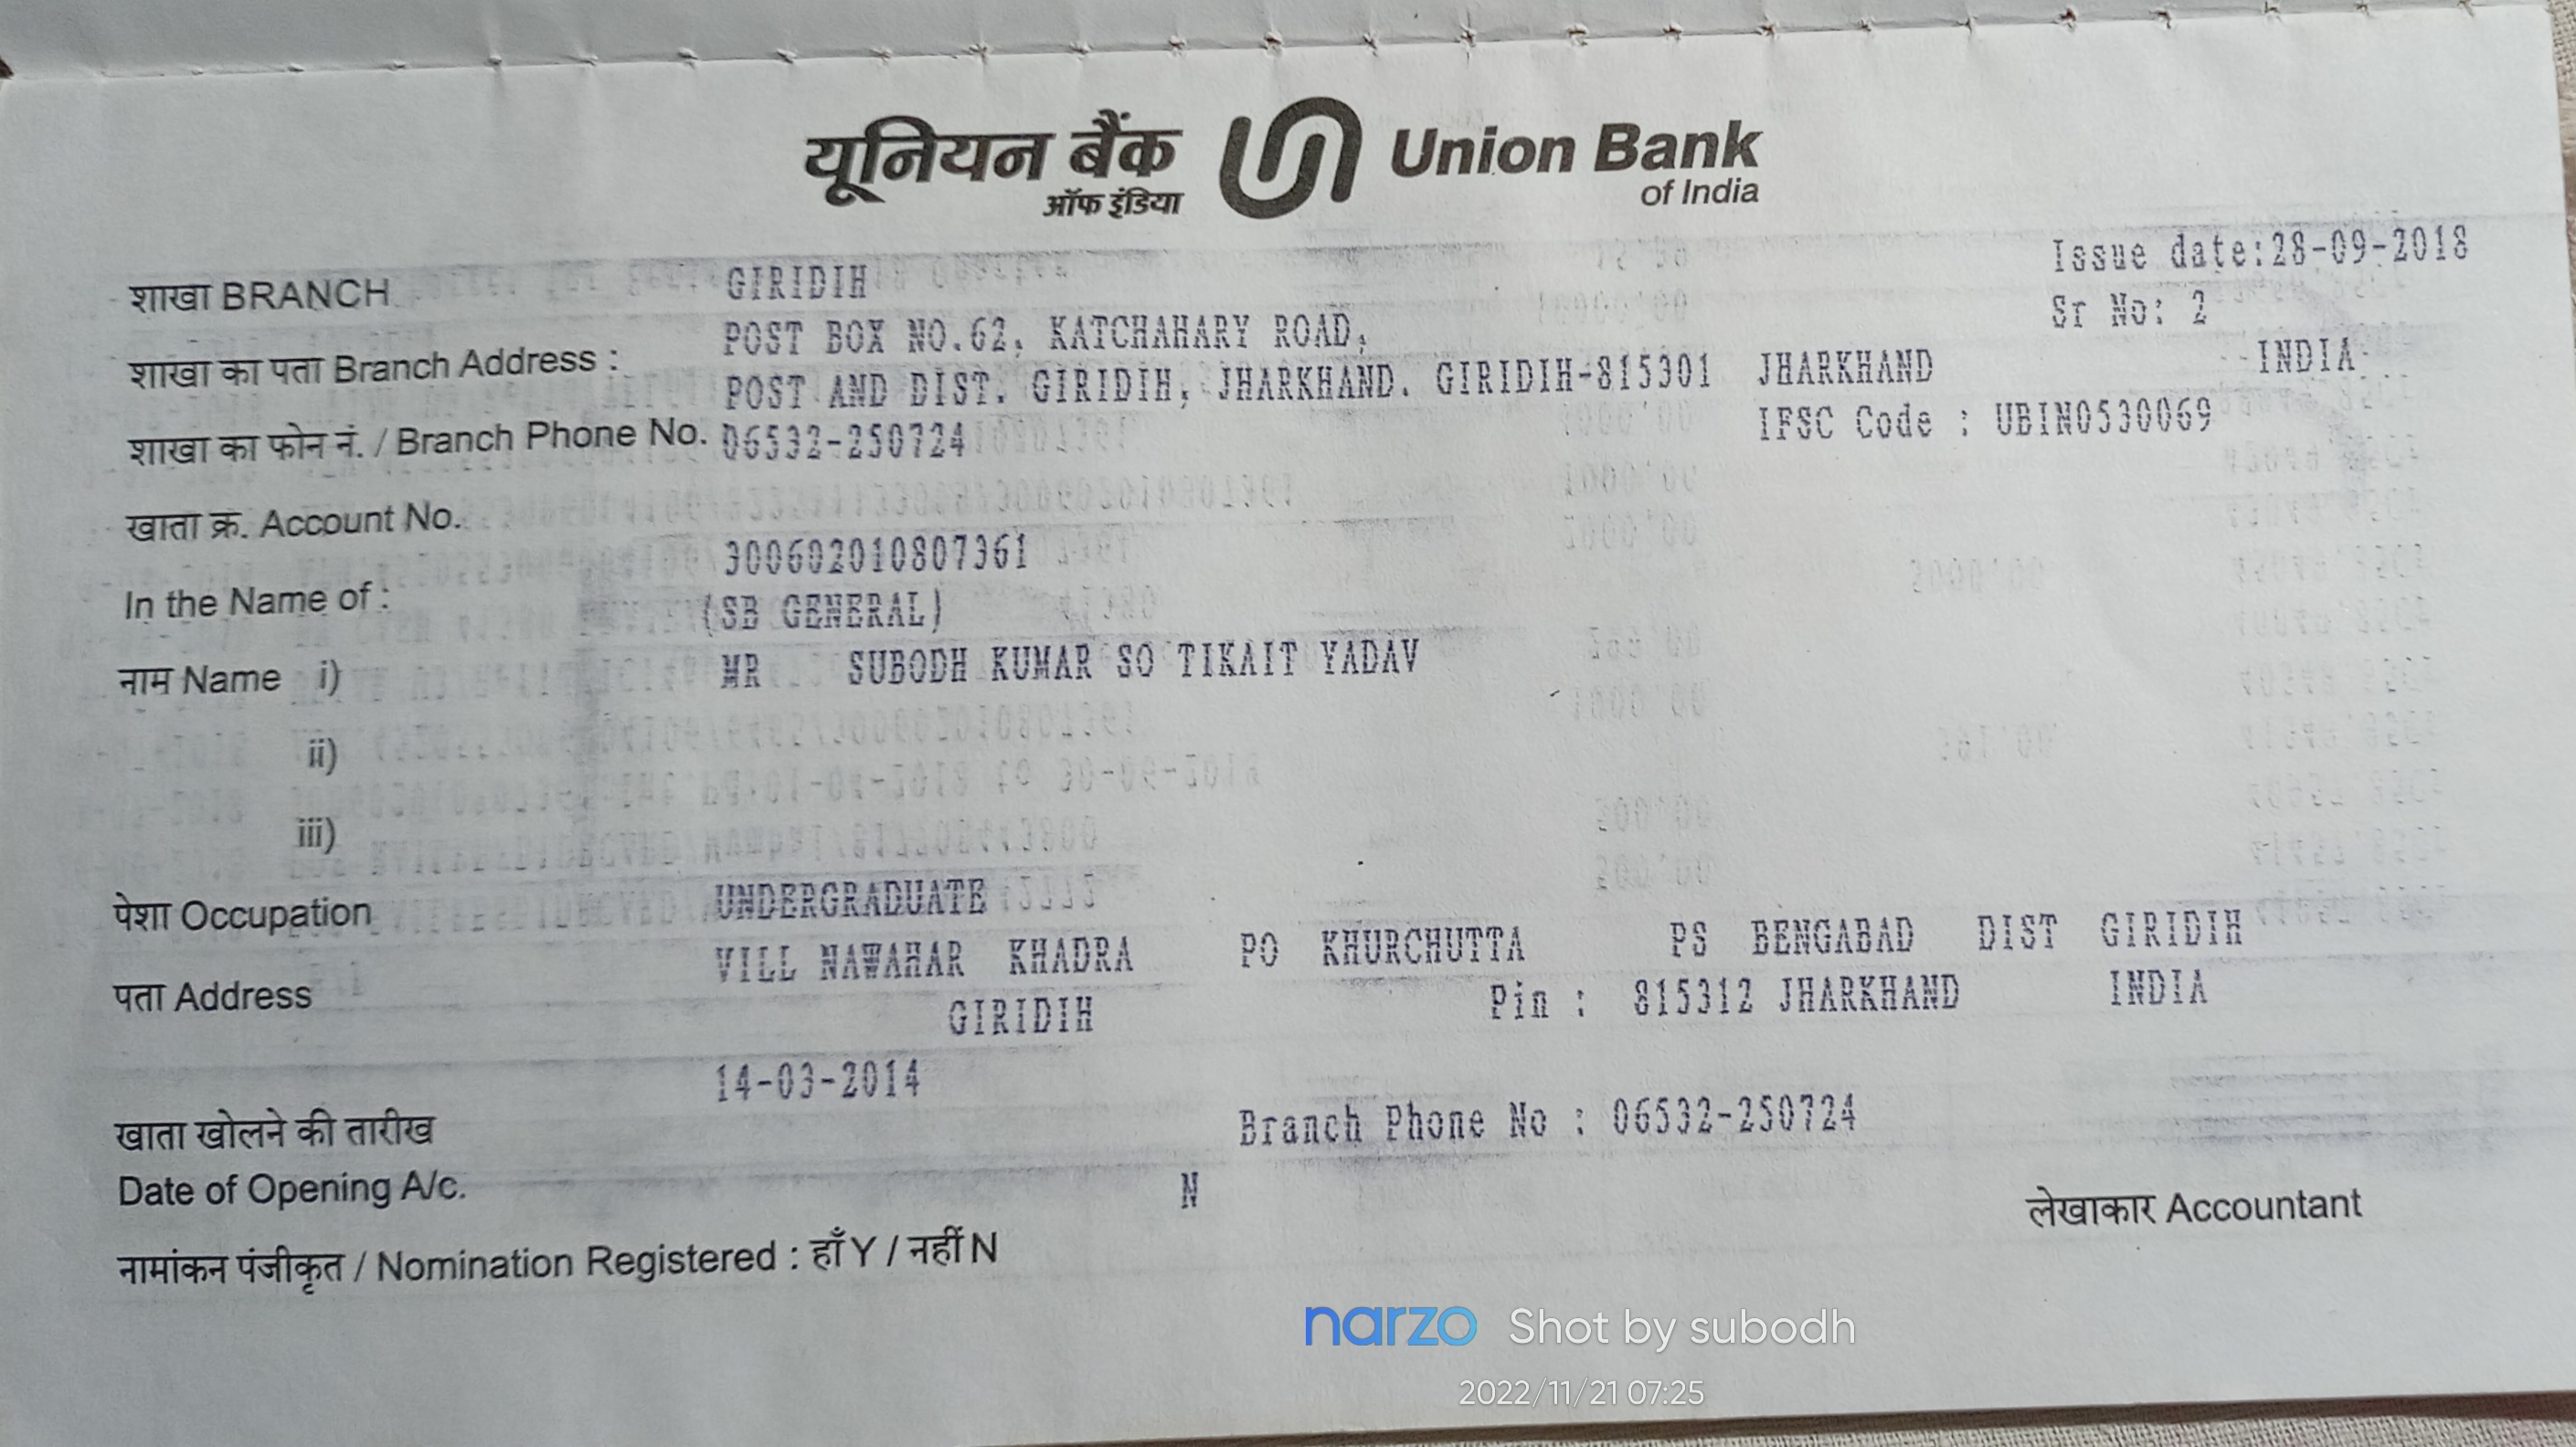 यूनियन बैंक Union Bank
ऑफ इंडिया of India
Issue date:28-09-2018
शाखा BRANCH GIRIDIH
Sr No: 2
शाखा का पता Branch Address : POST BOX NO.62, KATCHAHARY ROAD,
POST AND DIST. GIRIDIH, JHARKHAND. GIRIDIH-815301 JHARKHAND INDIA
शाखा का फोन नं. / Branch Phone No. 06532-250724 IFSC Code : UBIN0530069
खाता क्र. Account No.
300602010807361
In the Name of : (SB GENERAL)
नाम Name i) MR SUBODH KUMAR SO TIKAIT YADAV
ii)
iii)
पेशा Occupation UNDERGRADUATE
VILL NAWAHAR KHADRA PO KHURCHUTTA PS BENGABAD DIST GIRIDIH
पता Address GIRIDIH Pin : 815312 JHARKHAND INDIA
14-03-2014
खाता खोलने की तारीख Branch Phone No : 06532-250724
Date of Opening A/c.
N
लेखाकार Accountant
नामांकन पंजीकृत / Nomination Registered : हाँ Y / नहीं N
narzo Shot by subodh
2022/11/21 07:25